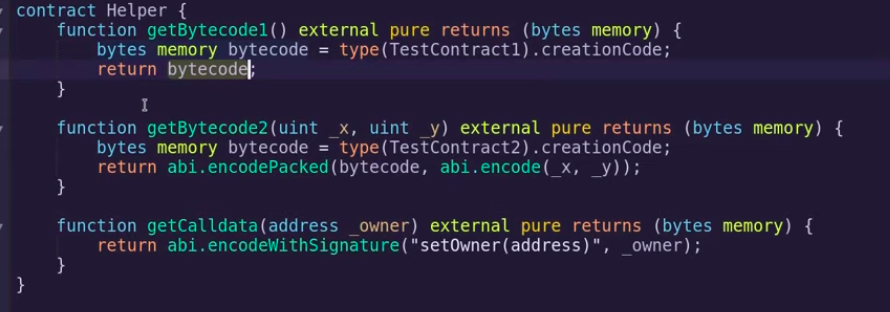 contract Helper {
    function getBytecode1() external pure returns (bytes memory) {
        bytes memory bytecode = type(TestContract1).creationCode;
        return bytecode;
    }

    function getBytecode2(uint _x, uint _y) external pure returns (bytes memory) {
        bytes memory bytecode = type(TestContract2).creationCode;
        return abi.encodePacked(bytecode, abi.encode(_x, _y));
    }

    function getCalldata(address _owner) external pure returns (bytes memory) {
        return abi.encodeWithSignature("setOwner(address)", _owner);
    }
}